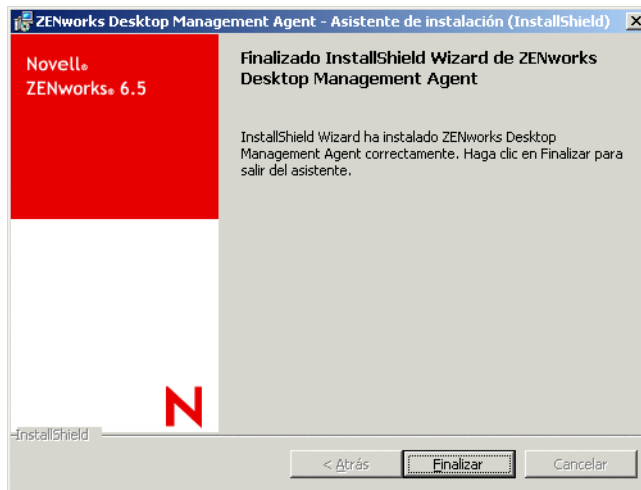 ZENworks Desktop Management Agent - Asistente de instalación (InstallShield)
Novell®
ZENworks® 6.5
Finalizado InstallShield Wizard de ZENworks
Desktop Management Agent
InstallShield Wizard ha instalado ZENworks Desktop
Management Agent correctamente. Haga clic en Finalizar para
salir del asistente.
N
InstallShield
< Atrás
Finalizar
Cancelar